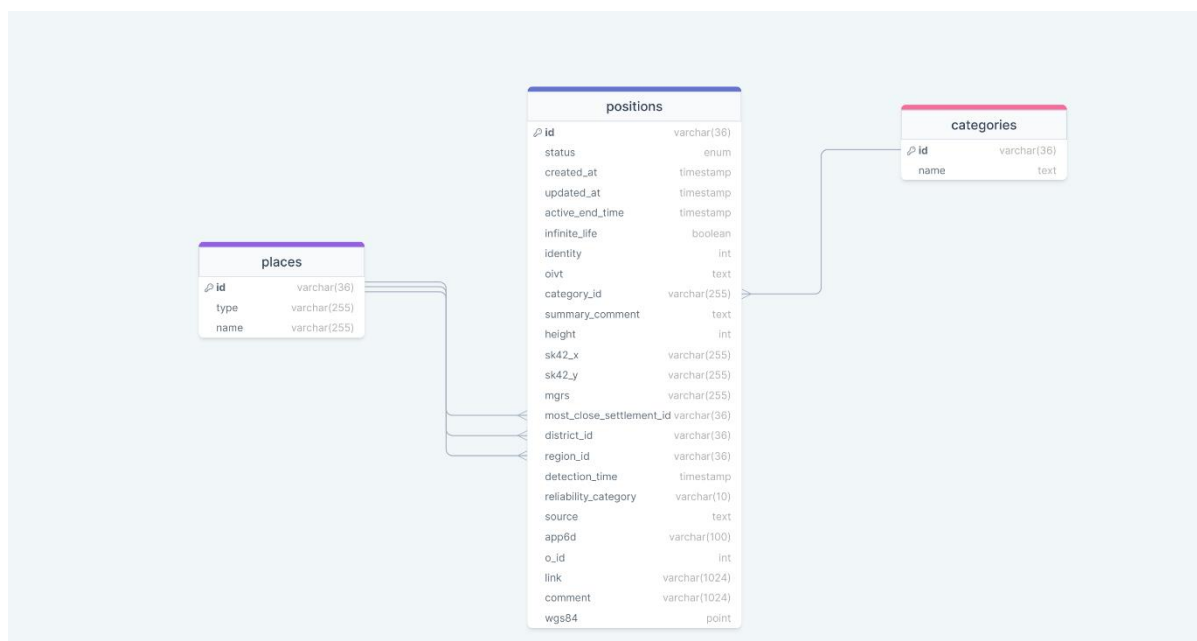 positions
id varchar(36)
status enum
created_at timestamp
updated_at timestamp
active_end_time timestamp
infinite_life boolean
identity int
oivt text
category_id varchar(255)
summary_comment text
height int
sk42_x varchar(255)
sk42_y varchar(255)
mgrs varchar(255)
most_close_settlement_id varchar(36)
district_id varchar(36)
region_id varchar(36)
detection_time timestamp
reliability_category varchar(10)
source text
app6d varchar(100)
o_id int
link varchar(1024)
comment varchar(1024)
wgs84 point
categories
id varchar(36)
name text
places
id varchar(36)
type varchar(255)
name varchar(255)